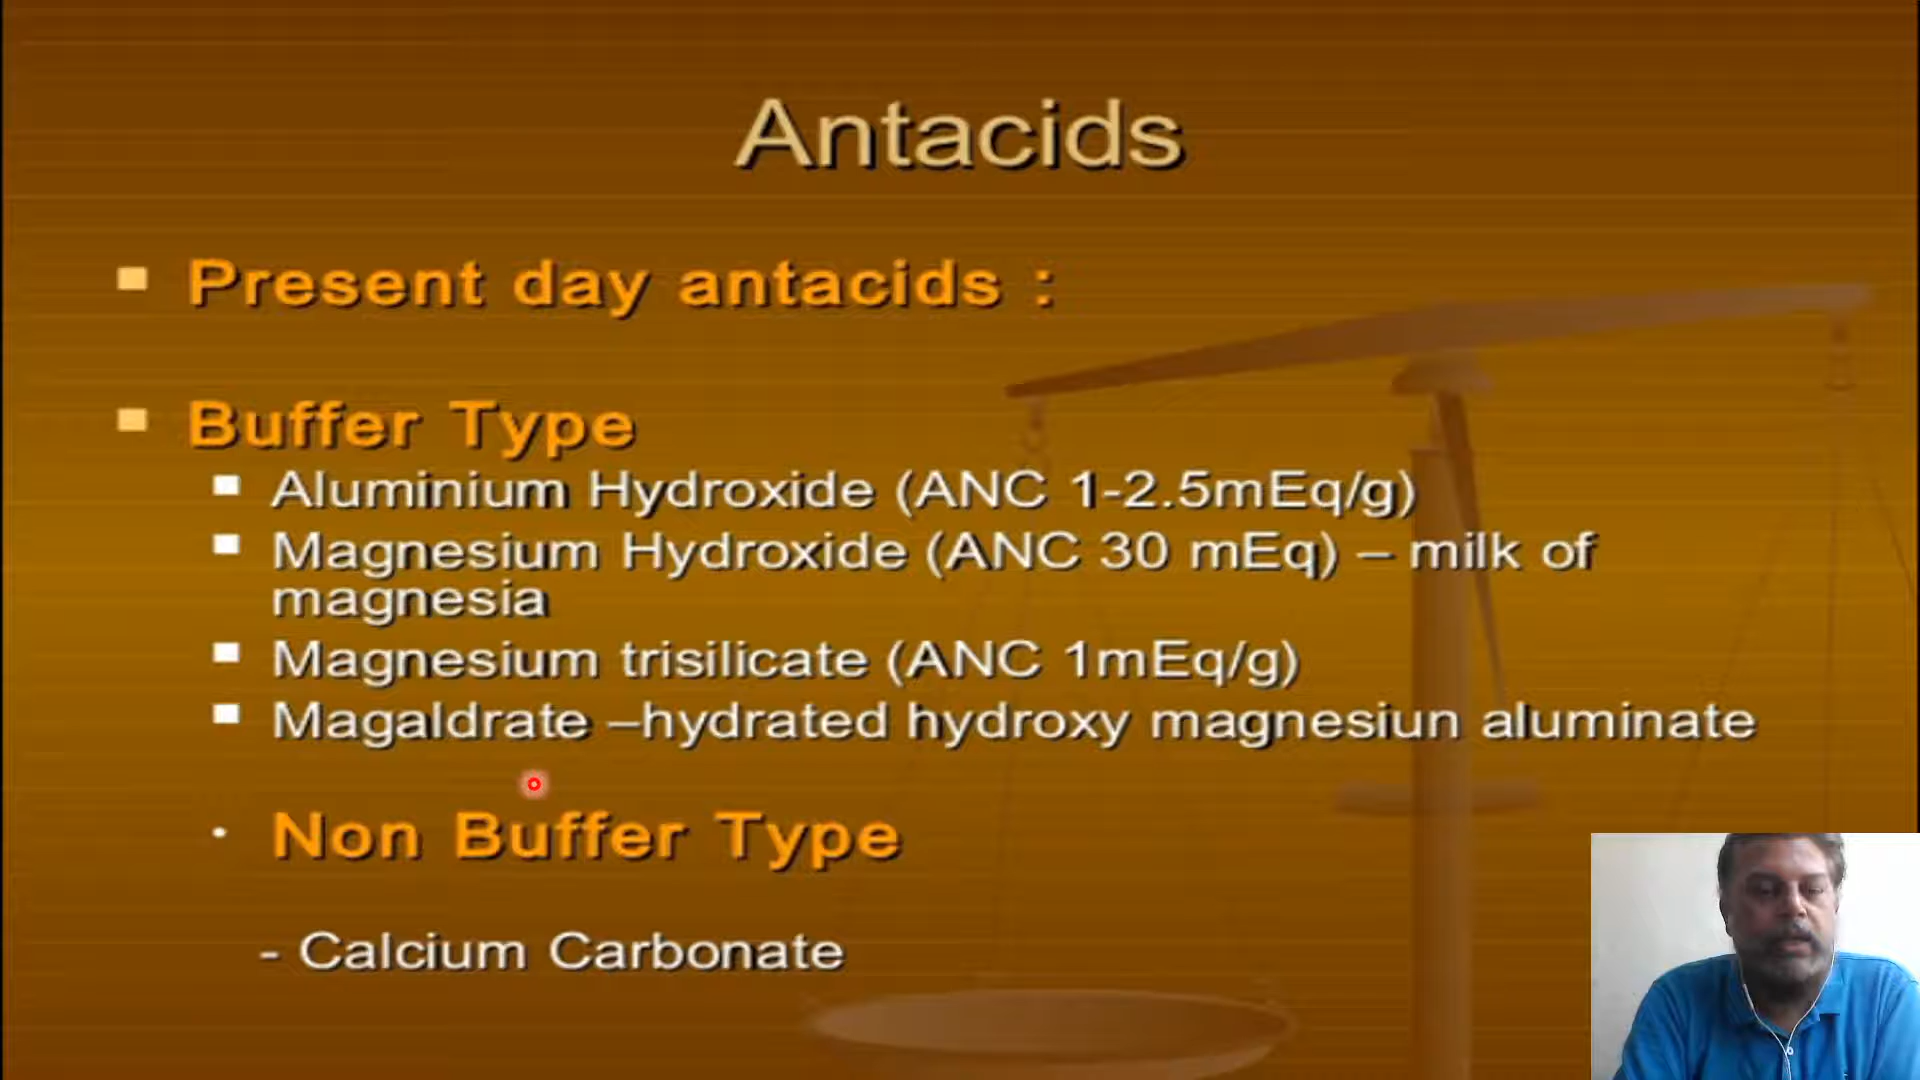 Antacids
Present day antacids :
Buffer Type
Aluminium Hydroxide (ANC 1-2.5mEq/g)
Magnesium Hydroxide (ANC 30 mEq) – milk of
magnesia
Magnesium trisilicate (ANC 1mEq/g)
Magaldrate –hydrated hydroxy magnesiun aluminate
Non Buffer Type
- Calcium Carbonate